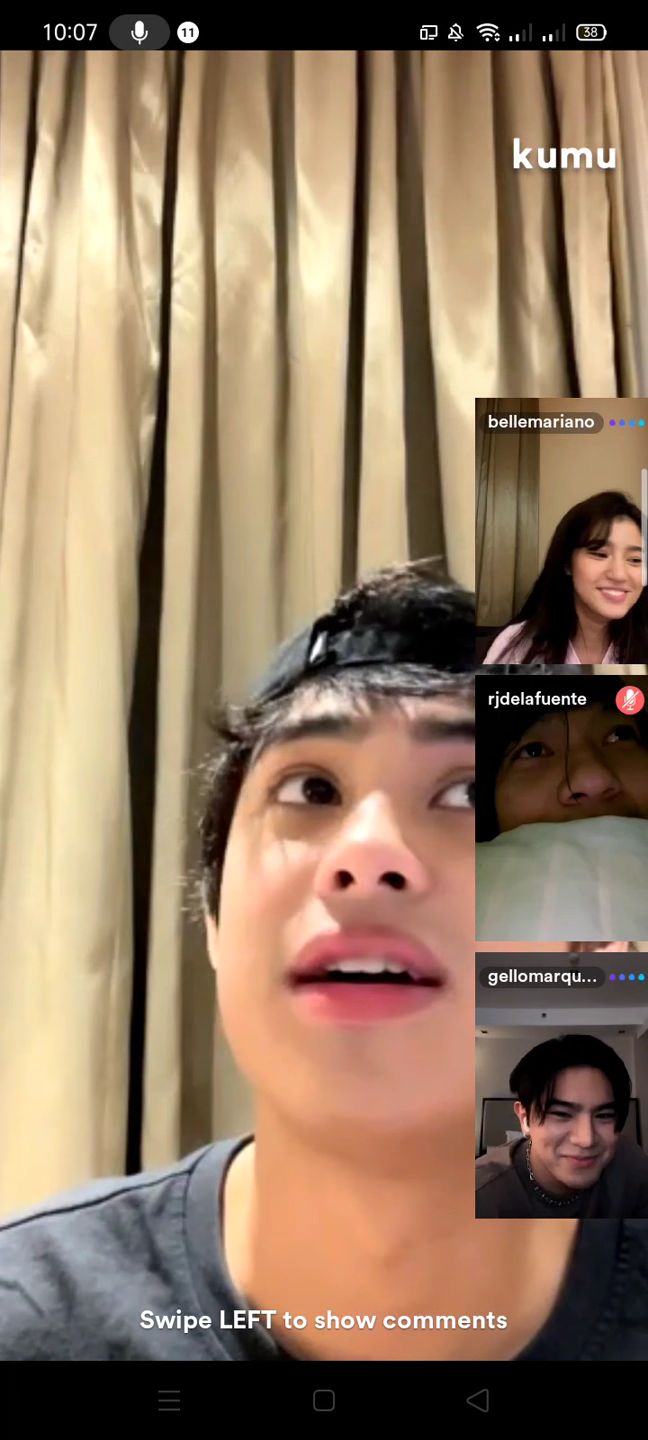 10:07
11
38
kumu
bellemariano
rjdelafuente
gellomarqu...
Swipe LEFT to show comments